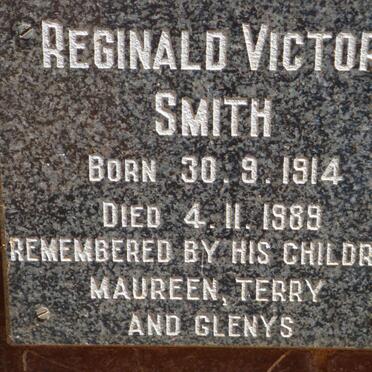 REGINALD VICTOR
SMITH
BORN 30.9.1914
DIED 4.11.1989
REMEMBERED BY HIS CHILDR
MAUREEN, TERRY
AND GLENYS